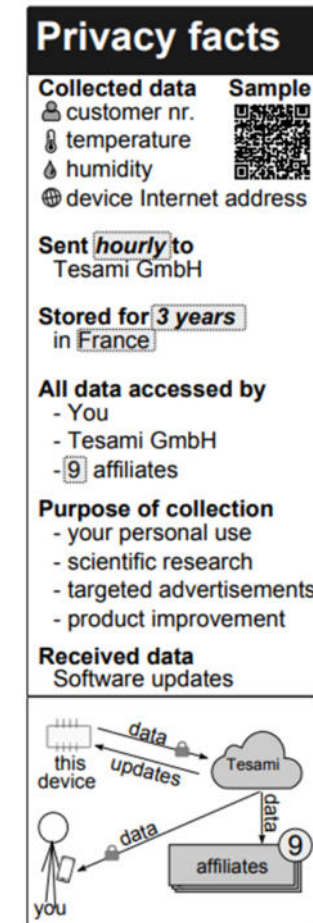 Privacy facts
Collected data Sample
customer nr.
temperature
humidity
device Internet address
Sent hourly to
Tesami GmbH
Stored for 3 years
in France
All data accessed by
- You
- Tesami GmbH
- 9 affiliates
Purpose of collection
- your personal use
- scientific research
- targeted advertisements
- product improvement
Received data
Software updates
data
this
device
updates
Tesami
data
data
9
affiliates
you